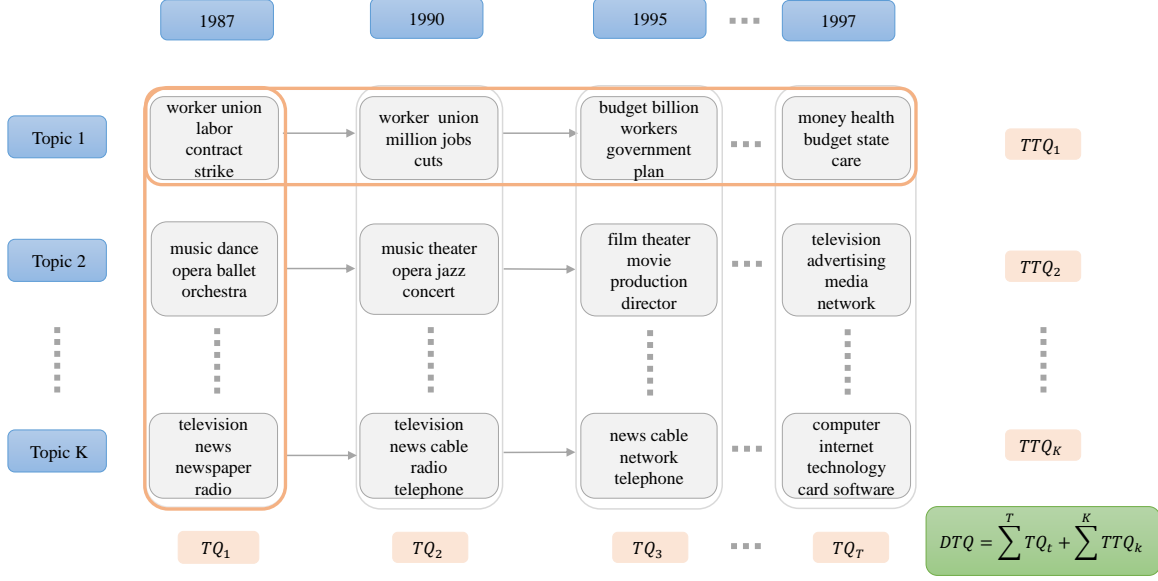 1987
1990
1995
1997
Topic 1
worker union
labor
contract
strike
worker union
million jobs
cuts
budget billion
workers
government
plan
money health
budget state
care
TTQ₁
Topic 2
music dance
opera ballet
orchestra
music theater
opera jazz
concert
film theater
movie
production
director
television
advertising
media
network
TTQ₂
Topic K
television
news
newspaper
radio
television
news cable
radio
telephone
news cable
network
telephone
computer
internet
technology
card software
TTQ_K
TQ₁
TQ₂
TQ₃
TQ_T
DTQ = ∑^T TQ_t + ∑^K TTQ_k